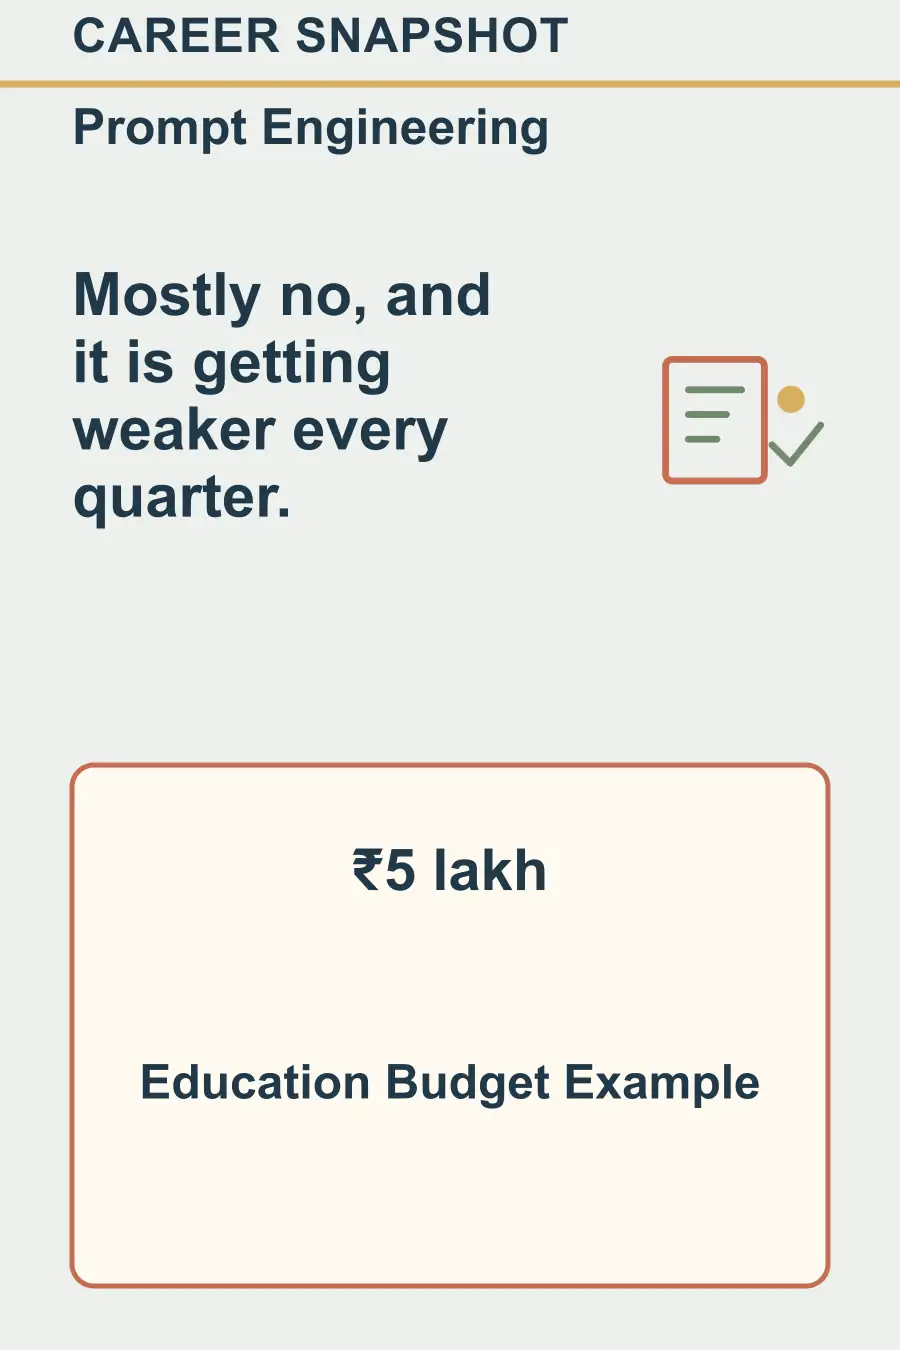 CAREER SNAPSHOT
Prompt Engineering
Mostly no, and
it is getting
weaker every
quarter.
₹5 lakh
Education Budget Example